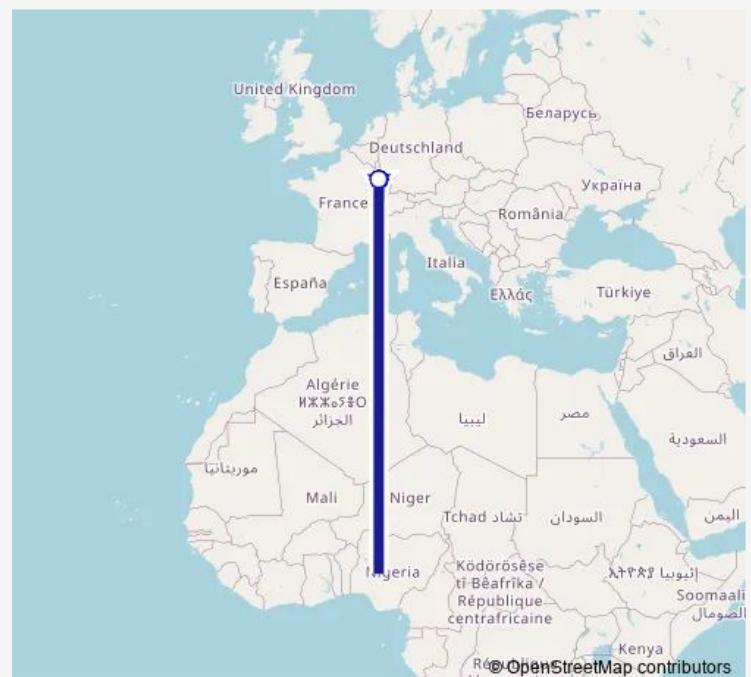 United Kingdom
Беларусь
Deutschland
Україна
France
România
Italia
España
Ελλάς
Türkiye
العراق
Algérie
ⵍⵣⵣⴰⵢⴻⵔ
الجزائر
ليبيا
مصر
السعودية
موريتانيا
Mali
Niger
Tchad تشاد
السودان
اليمن
Nigeria
Ködörösêse
tî Bêafrîka /
République
centrafricaine
ኢትዮጵያ إثيوبيا
Soomaali
الصومال
Kenya
© OpenStreetMap contributors